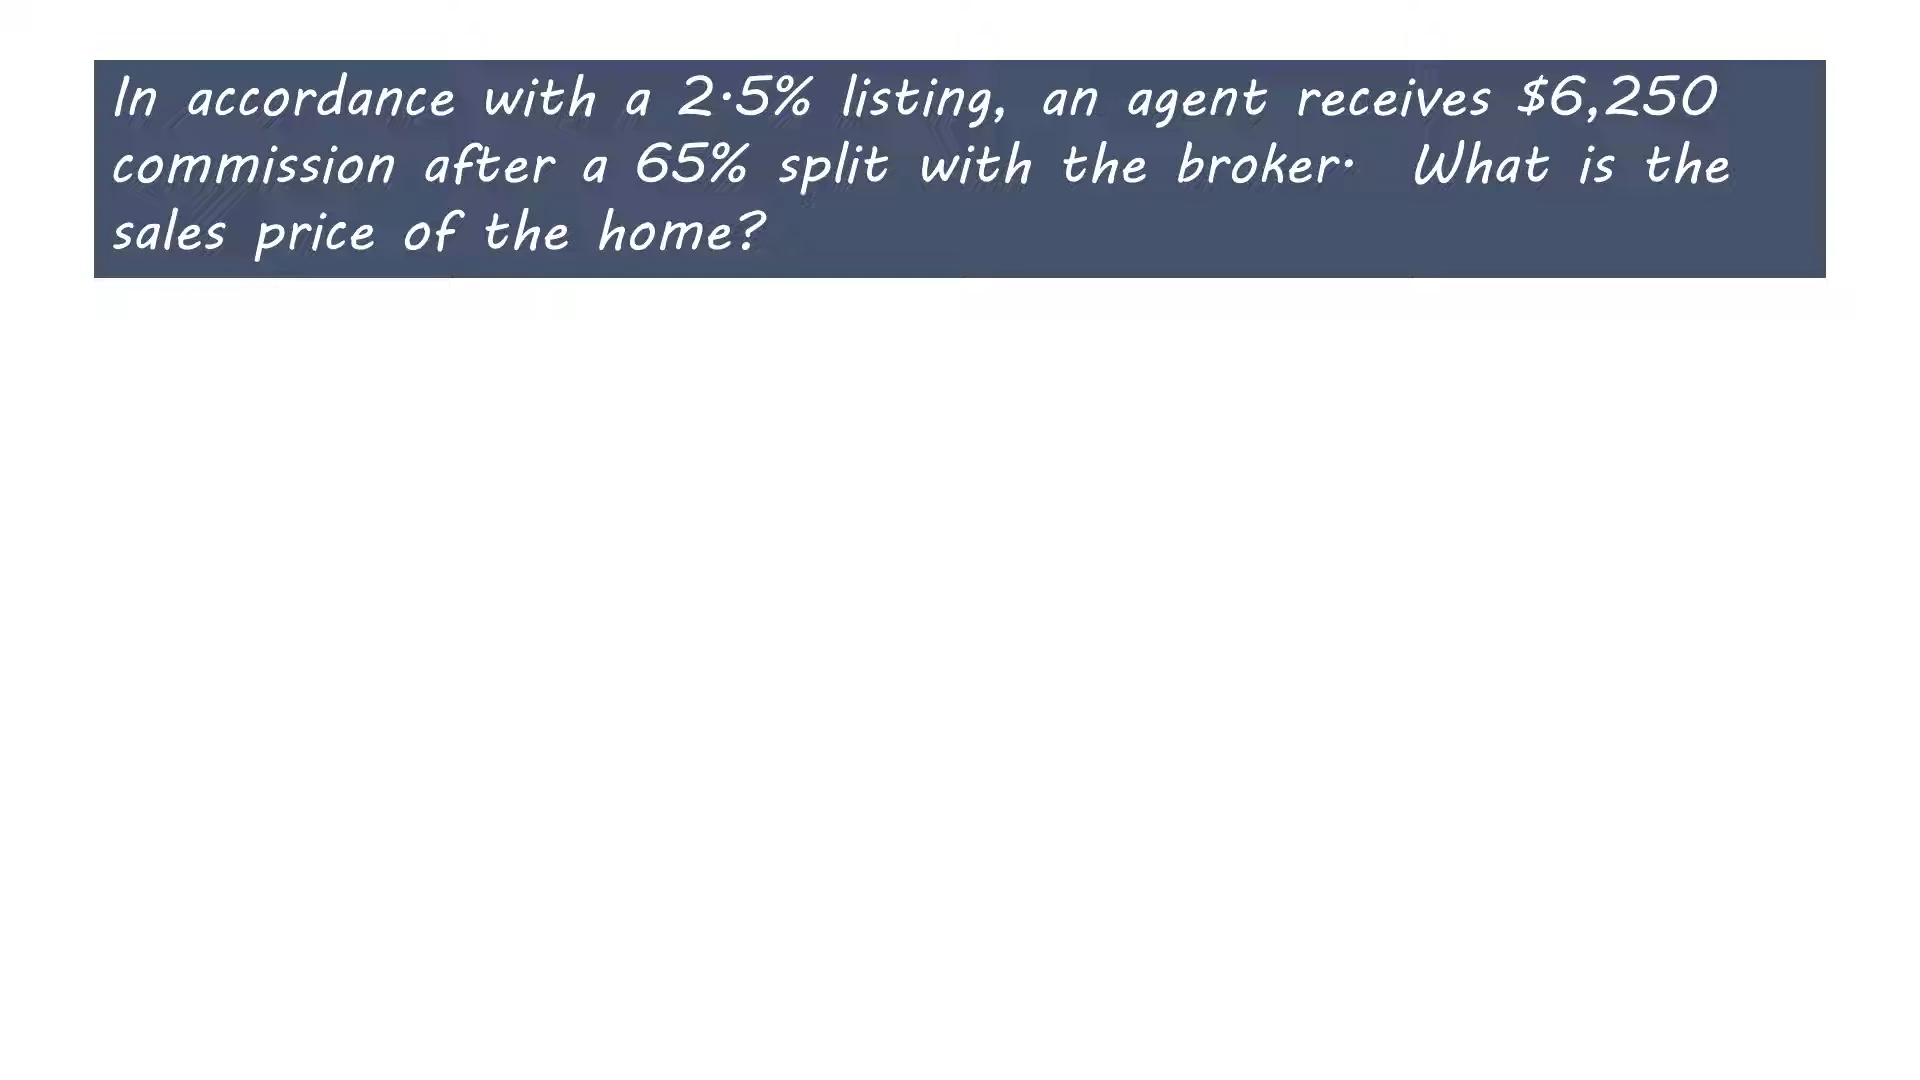 In accordance with a 2.5% listing, an agent receives $6,250
commission after a 65% split with the broker. What is the
sales price of the home?